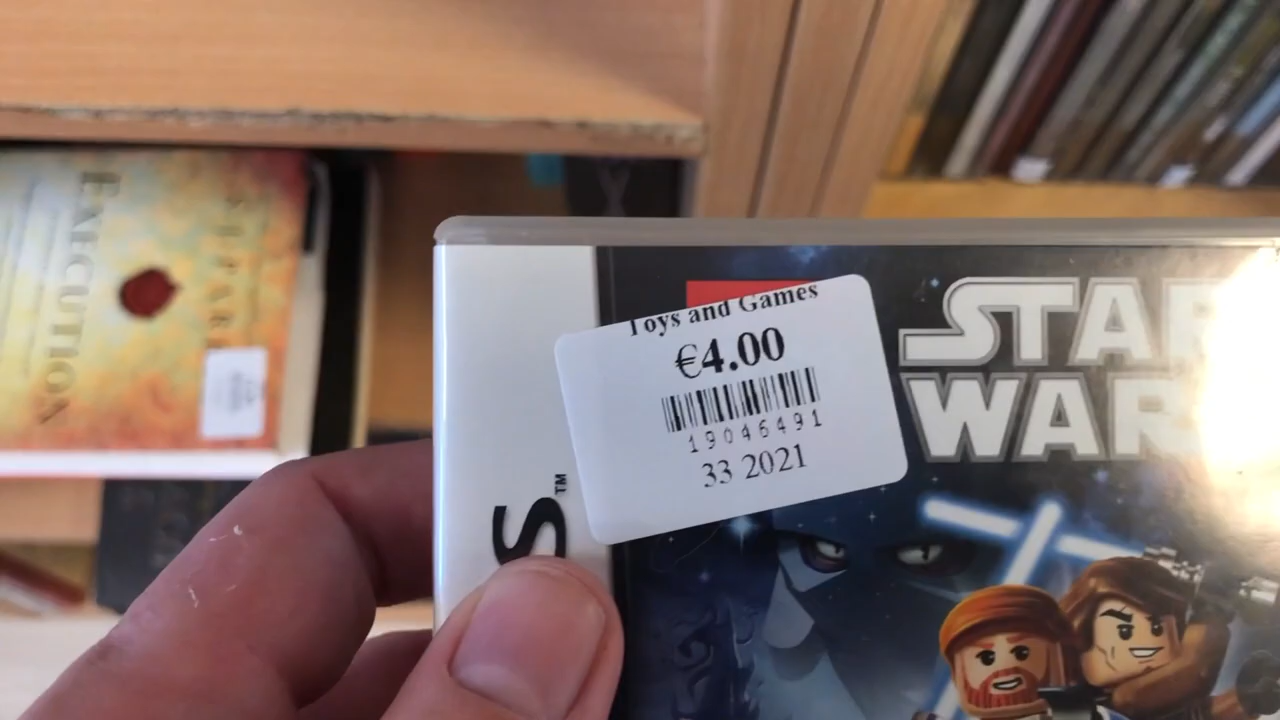 Toys and Games
€4.00
19046491
33 2021
STAR
WAR
S™
EXECUTION